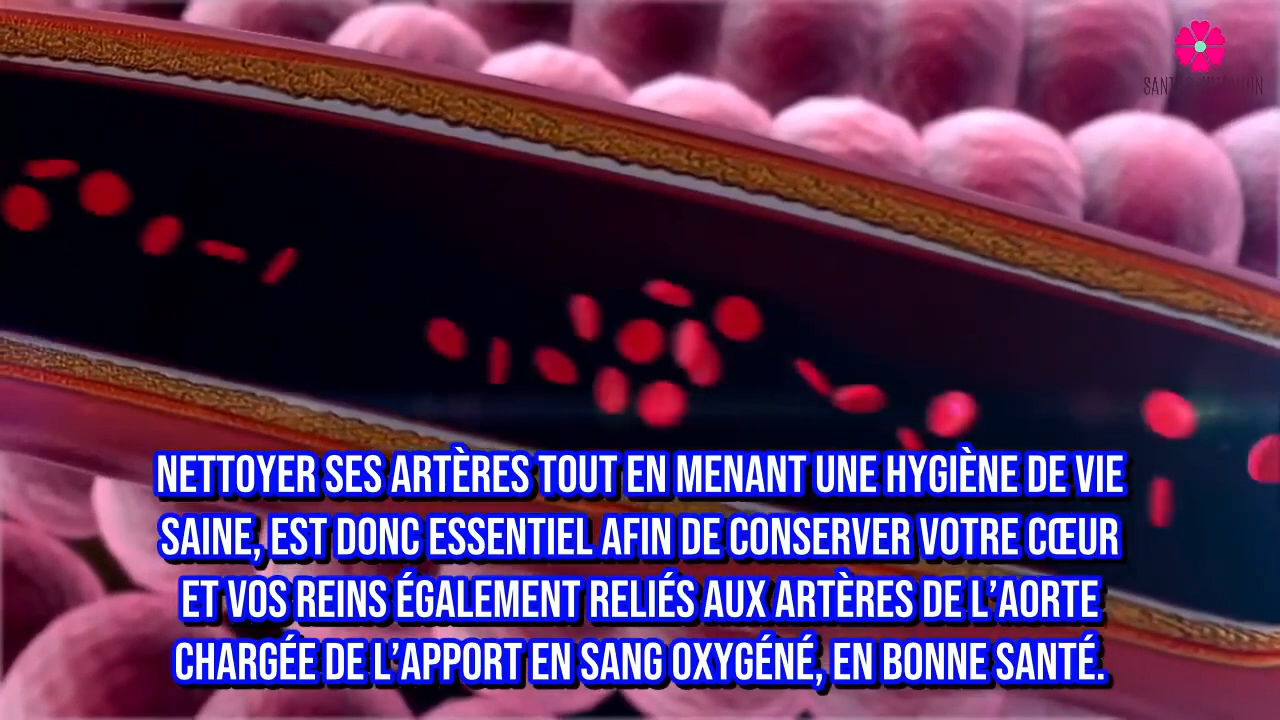 NETTOYER SES ARTÈRES TOUT EN MENANT UNE HYGIÈNE DE VIE
SAINE, EST DONC ESSENTIEL AFIN DE CONSERVER VOTRE CŒUR
ET VOS REINS ÉGALEMENT RELIÉS AUX ARTÈRES DE L'AORTE
CHARGÉE DE L'APPORT EN SANG OXYGÉNÉ, EN BONNE SANTÉ.